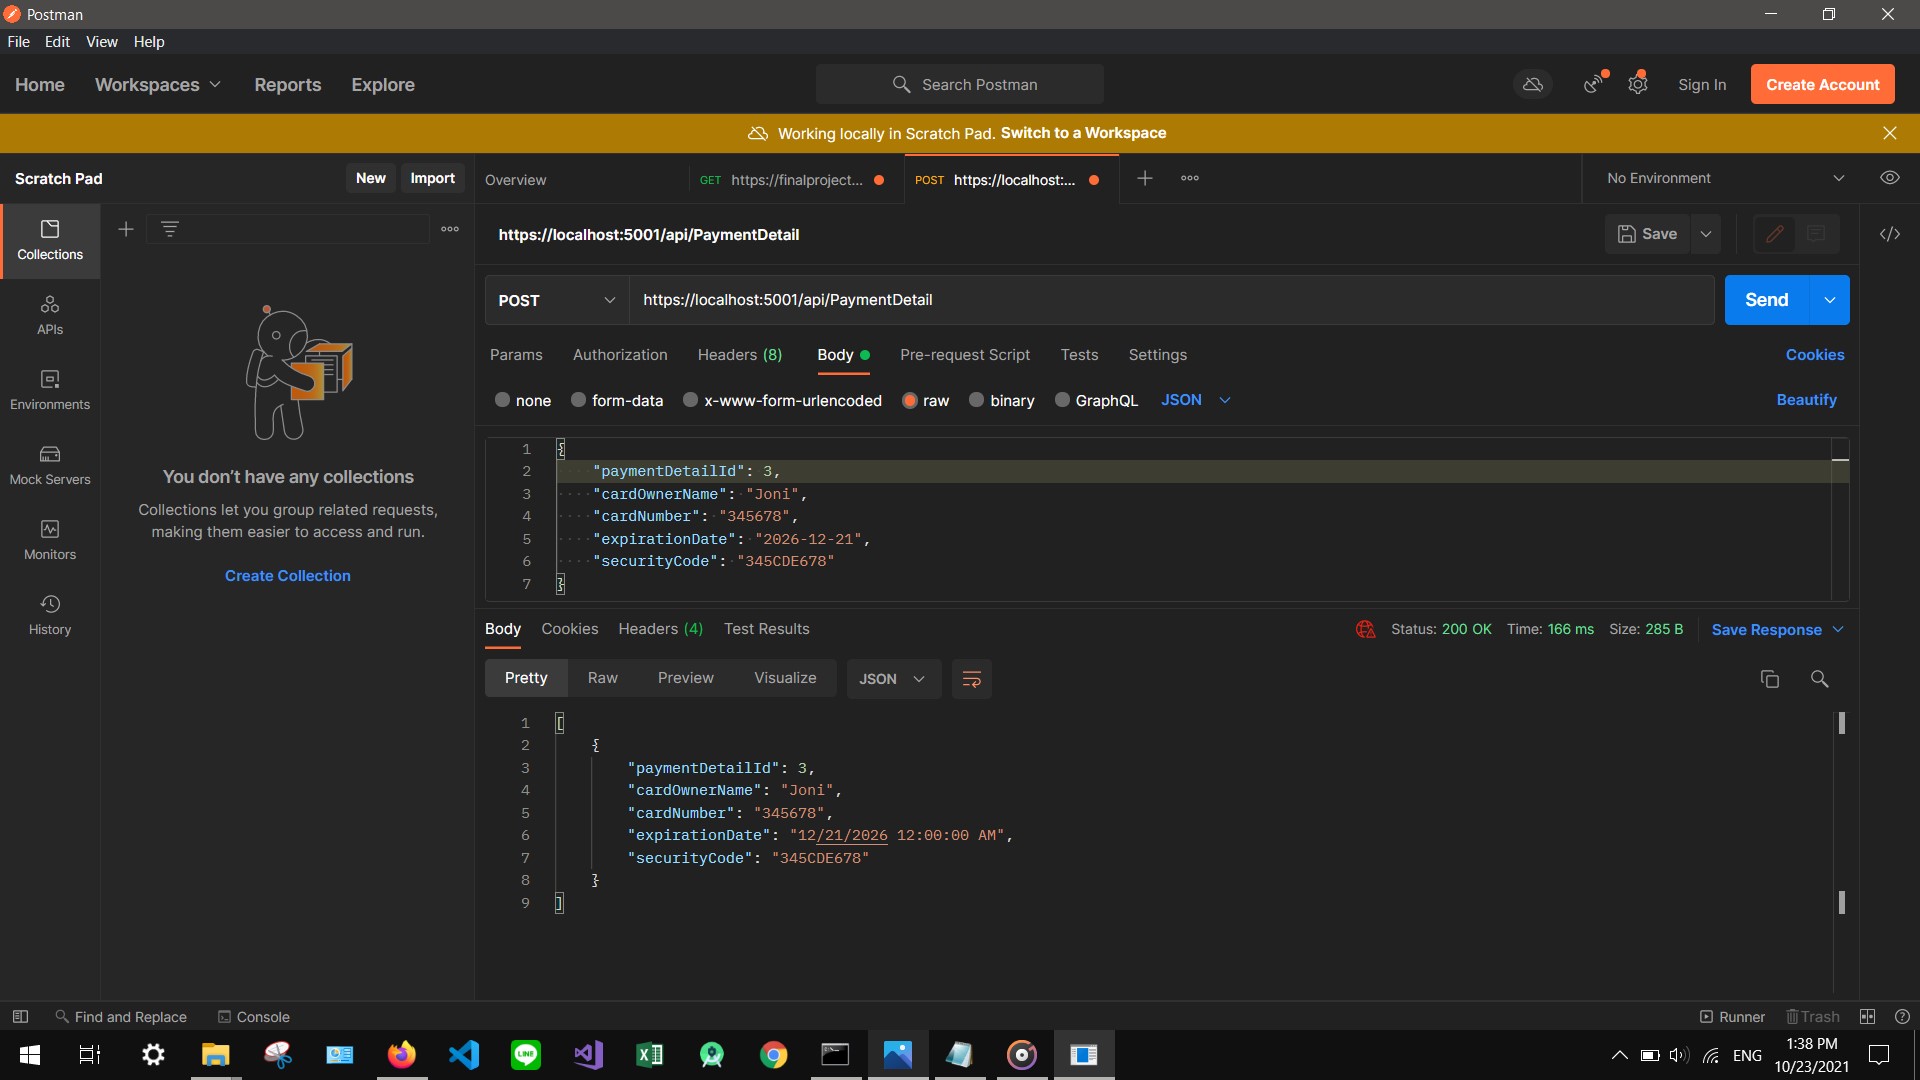 Postman
File Edit View Help
Home Workspaces Reports Explore
Search Postman
Sign In
Create Account
Working locally in Scratch Pad. Switch to a Workspace
Scratch Pad
New Import
Overview
GET https://finalproject...
POST https://localhost:...
No Environment
Collections
APIs
Environments
Mock Servers
Monitors
History
You don’t have any collections
Collections let you group related requests,
making them easier to access and run.
Create Collection
https://localhost:5001/api/PaymentDetail
Save
POST https://localhost:5001/api/PaymentDetail
Send
Params Authorization Headers (8) Body Pre-request Script Tests Settings
Cookies
none form-data x-www-form-urlencoded raw binary GraphQL JSON
Beautify
1 {
2 "paymentDetailId": 3,
3 "cardOwnerName": "Joni",
4 "cardNumber": "345678",
5 "expirationDate": "2026-12-21",
6 "securityCode": "345CDE678"
7 }
Body Cookies Headers (4) Test Results
Status: 200 OK Time: 166 ms Size: 285 B Save Response
Pretty Raw Preview Visualize JSON
1 [
2 {
3 "paymentDetailId": 3,
4 "cardOwnerName": "Joni",
5 "cardNumber": "345678",
6 "expirationDate": "12/21/2026 12:00:00 AM",
7 "securityCode": "345CDE678"
8 }
9 ]
Find and Replace Console
Runner Trash
LINE
ENG
1:38 PM
10/23/2021